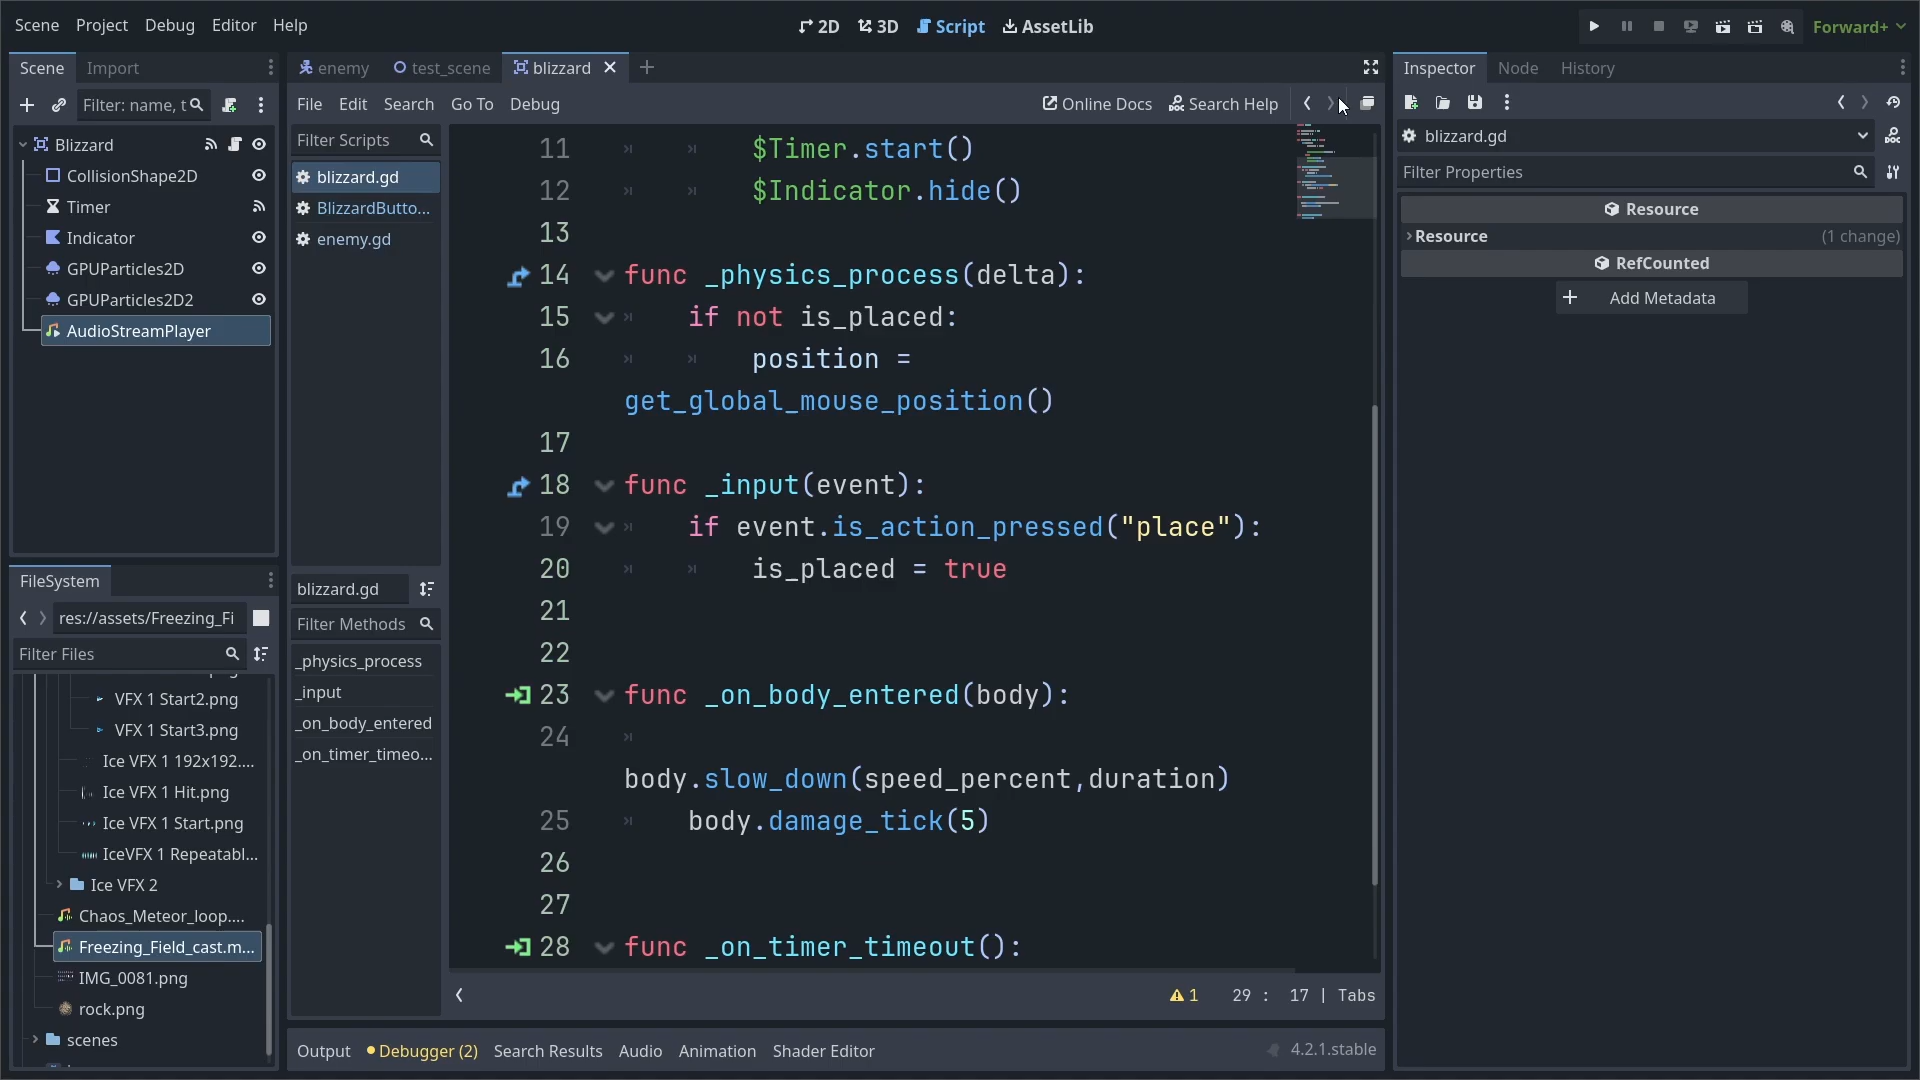 Scene Project Debug Editor Help
2D 3D Script AssetLib
Forward+
Scene Import
enemy test_scene blizzard
Inspector Node History
Filter: name, t
File Edit Search Go To Debug
Online Docs Search Help
Filter Scripts
blizzard.gd
BlizzardButto...
enemy.gd
blizzard.gd
Filter Methods
_physics_process
_input
_on_body_entered
_on_timer_timeo...
Blizzard
CollisionShape2D
Timer
Indicator
GPUParticles2D
GPUParticles2D2
AudioStreamPlayer
FileSystem
res://assets/Freezing_Fi
Filter Files
VFX 1 Start2.png
VFX 1 Start3.png
Ice VFX 1 192x192....
Ice VFX 1 Hit.png
Ice VFX 1 Start.png
IceVFX 1 Repeatabl...
Ice VFX 2
Chaos_Meteor_loop....
Freezing_Field_cast.m...
IMG_0081.png
rock.png
scenes
11 $Timer.start()
12 $Indicator.hide()
13
14 func _physics_process(delta):
15 if not is_placed:
16 position =
get_global_mouse_position()
17
18 func _input(event):
19 if event.is_action_pressed("place"):
20 is_placed = true
21
22
23 func _on_body_entered(body):
24
body.slow_down(speed_percent,duration)
25 body.damage_tick(5)
26
27
28 func _on_timer_timeout():
1 29 : 17 | Tabs
Output Debugger (2) Search Results Audio Animation Shader Editor
4.2.1.stable
blizzard.gd
Filter Properties
Resource
Resource (1 change)
RefCounted
Add Metadata